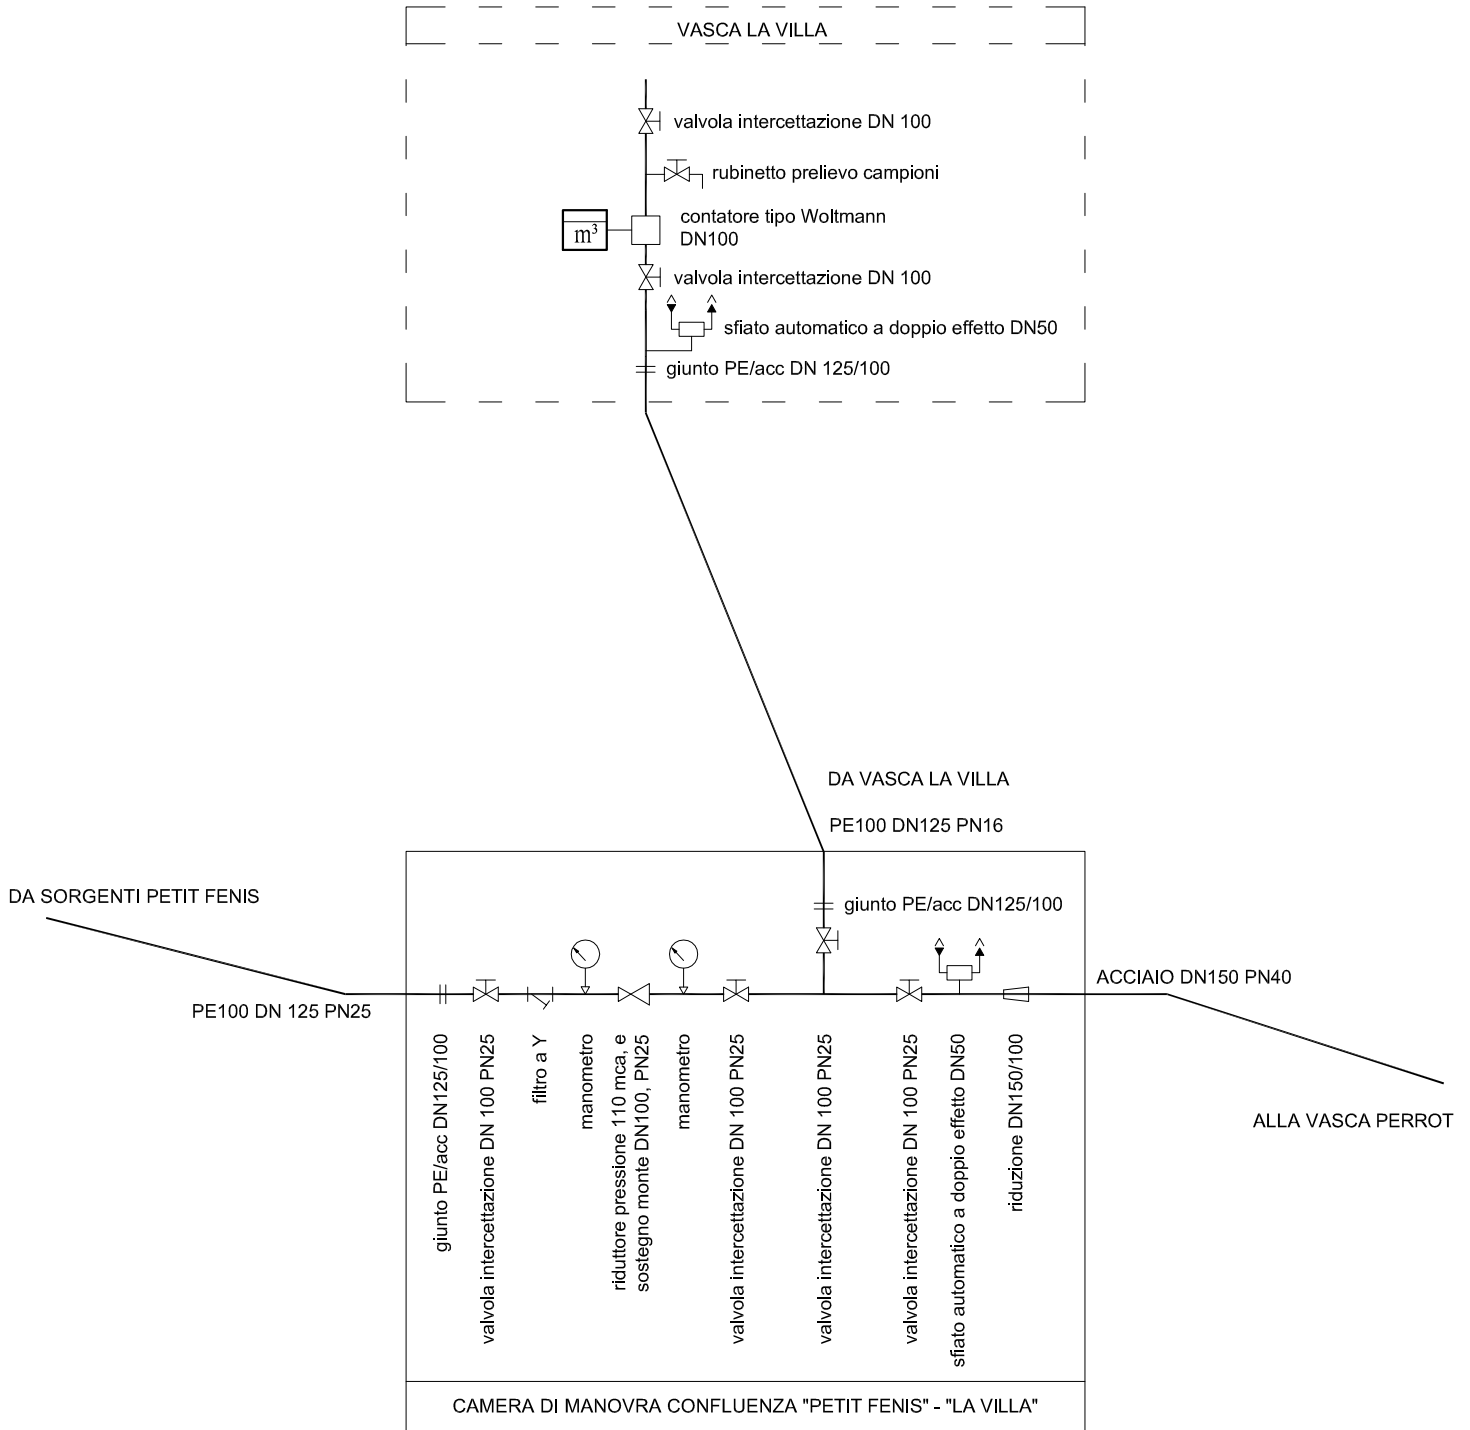 VASCA LA VILLA
valvola intercettazione DN 100
rubinetto prelievo campioni
contatore tipo Woltmann
DN100
m³
valvola intercettazione DN 100
sfiato automatico a doppio effetto DN50
giunto PE/acc DN 125/100
DA VASCA LA VILLA
PE100 DN125 PN16
DA SORGENTI PETIT FENIS
PE100 DN 125 PN25
giunto PE/acc DN125/100
ACCIAIO DN150 PN40
ALLA VASCA PERROT
giunto PE/acc DN125/100
valvola intercettazione DN 100 PN25
filtro a Y
manometro
riduttore pressione 110 mca, e
sostegno monte DN100, PN25
manometro
valvola intercettazione DN 100 PN25
valvola intercettazione DN 100 PN25
valvola intercettazione DN 100 PN25
sfiato automatico a doppio effetto DN50
riduzione DN150/100
CAMERA DI MANOVRA CONFLUENZA "PETIT FENIS" - "LA VILLA"